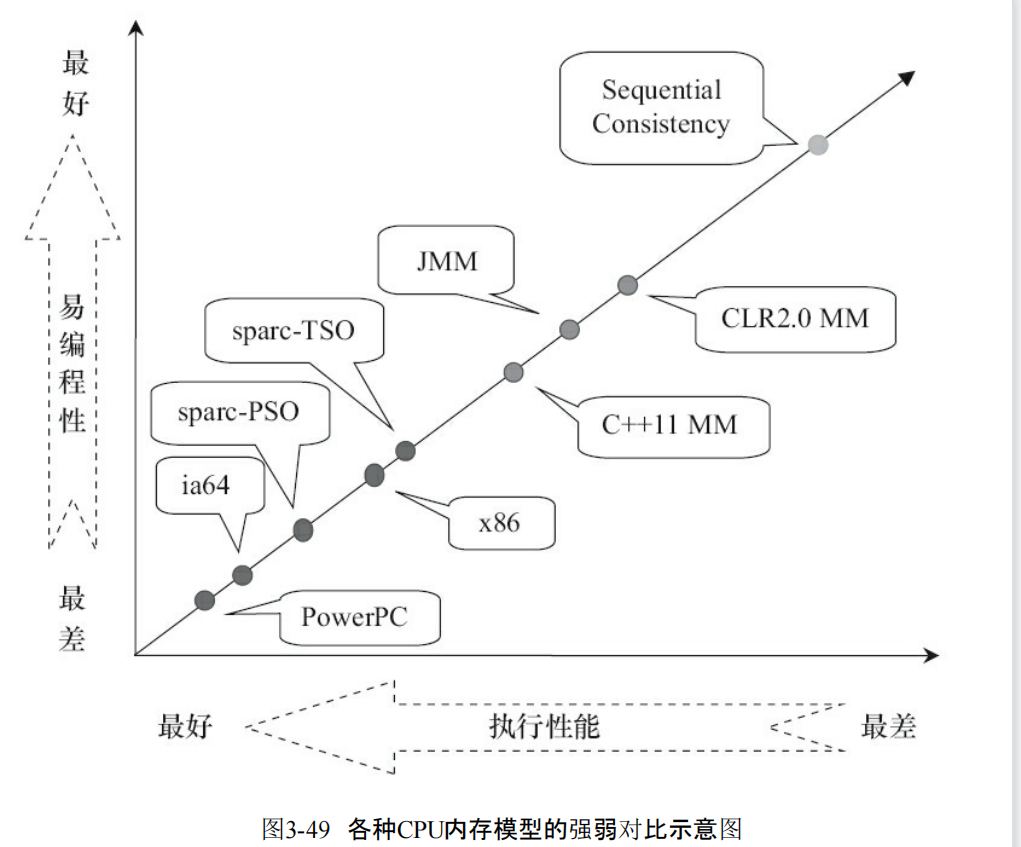 最好
Sequential
Consistency
JMM
CLR2.0 MM
易编程性
sparc-TSO
sparc-PSO
C++11 MM
ia64
x86
最差
PowerPC
最好
执行性能
最差
图3-49 各种CPU内存模型的强弱对比示意图